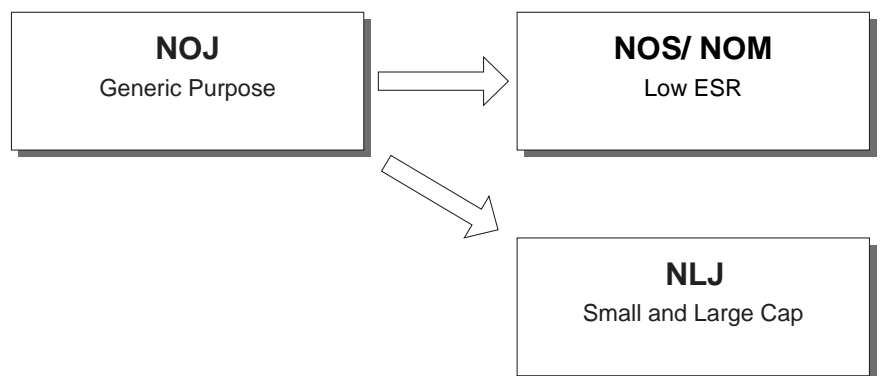 NOJ
Generic Purpose
NOS/ NOM
Low ESR
NLJ
Small and Large Cap